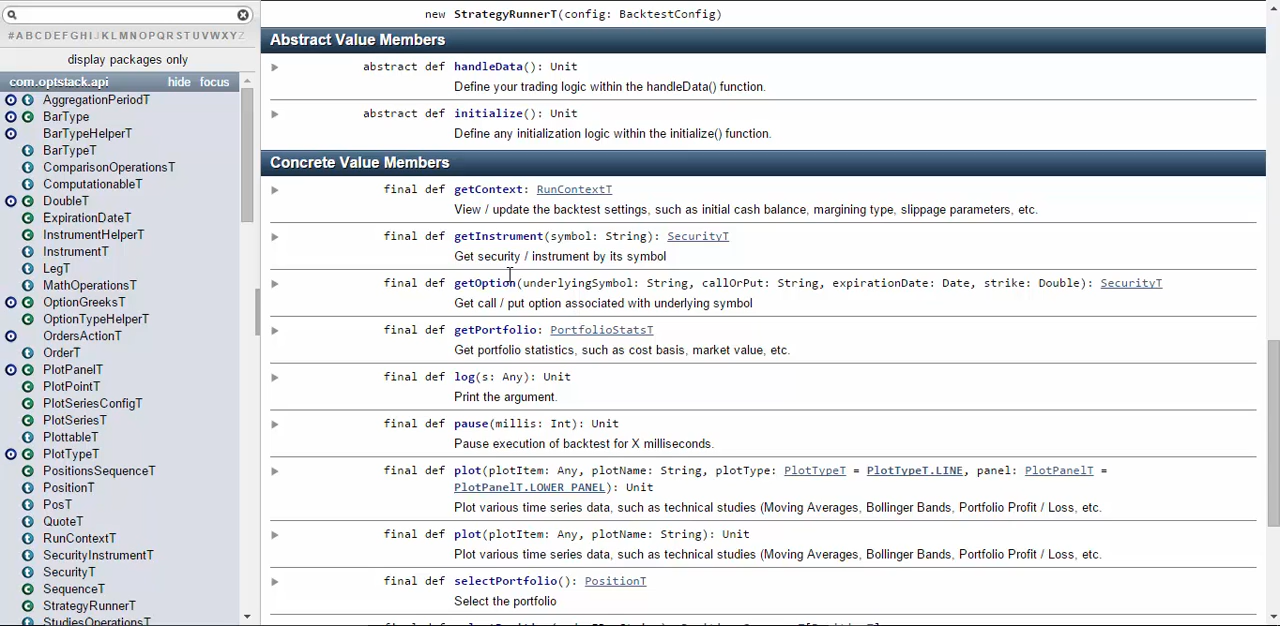 #ABCDEFGHIJKLMNOPQRSTUVWXYZ
display packages only
com.optstack.api hide focus
AggregationPeriodT
BarType
BarTypeHelperT
BarTypeT
ComparisonOperationsT
ComputationableT
DoubleT
ExpirationDateT
InstrumentHelperT
InstrumentT
LegT
MathOperationsT
OptionGreeksT
OptionTypeHelperT
OrdersActionT
OrderT
PlotPanelT
PlotPointT
PlotSeriesConfigT
PlotSeriesT
PlottableT
PlotTypeT
PositionsSequenceT
PositionT
PosT
QuoteT
RunContextT
SecurityInstrumentT
SecurityT
SequenceT
StrategyRunnerT
StudiesOperationsT
new StrategyRunnerT(config: BacktestConfig)
Abstract Value Members
abstract def handleData(): Unit
Define your trading logic within the handleData() function.
abstract def initialize(): Unit
Define any initialization logic within the initialize() function.
Concrete Value Members
final def getContext: RunContextT
View / update the backtest settings, such as initial cash balance, margining type, slippage parameters, etc.
final def getInstrument(symbol: String): SecurityT
Get security / instrument by its symbol
final def getOption(underlyingSymbol: String, callOrPut: String, expirationDate: Date, strike: Double): SecurityT
Get call / put option associated with underlying symbol
final def getPortfolio: PortfolioStatsT
Get portfolio statistics, such as cost basis, market value, etc.
final def log(s: Any): Unit
Print the argument.
final def pause(millis: Int): Unit
Pause execution of backtest for X milliseconds.
final def plot(plotItem: Any, plotName: String, plotType: PlotTypeT = PlotTypeT.LINE, panel: PlotPanelT =
PlotPanelT.LOWER_PANEL): Unit
Plot various time series data, such as technical studies (Moving Averages, Bollinger Bands, Portfolio Profit / Loss, etc.
final def plot(plotItem: Any, plotName: String): Unit
Plot various time series data, such as technical studies (Moving Averages, Bollinger Bands, Portfolio Profit / Loss, etc.
final def selectPortfolio(): PositionT
Select the portfolio